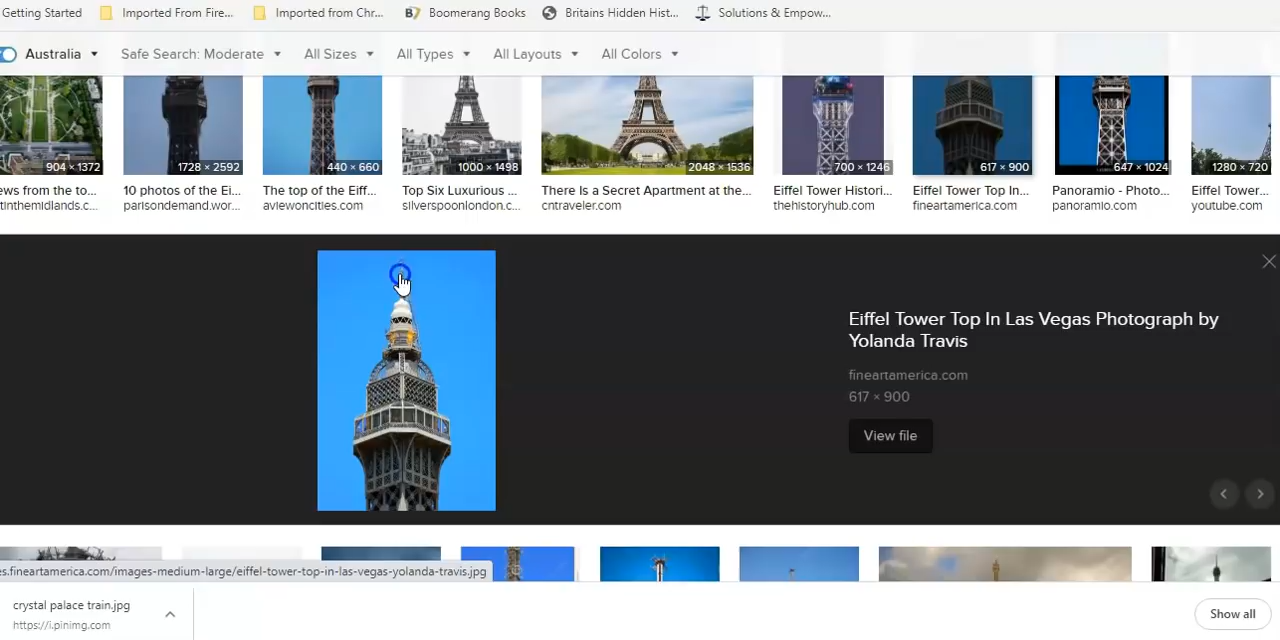 Getting Started Imported From Fire... Imported from Chr... B7 Boomerang Books Britains Hidden Hist... Solutions & Empow...
Australia Safe Search: Moderate All Sizes All Types All Layouts All Colors
904 × 1372 1728 × 2592 440 × 660 1000 × 1498 2048 × 1536 700 × 1246 617 × 900 647 × 1024 1280 × 720
ews from the to... 10 photos of the Ei... The top of the Eiff... Top Six Luxurious ... There Is a Secret Apartment at the... Eiffel Tower Histori... Eiffel Tower Top In... Panoramio - Photo... Eiffel Tower...
tinthemidlands.c... parisondemand.wor... aviewoncities.com silverspoonlondon.c... cntraveler.com thehistoryhub.com fineartamerica.com panoramio.com youtube.com
Eiffel Tower Top In Las Vegas Photograph by
Yolanda Travis
fineartamerica.com
617 × 900
View file
es.fineartamerica.com/images-medium-large/eiffel-tower-top-in-las-vegas-yolanda-travis.jpg
crystal palace train.jpg
https://i.pinimg.com
Show all